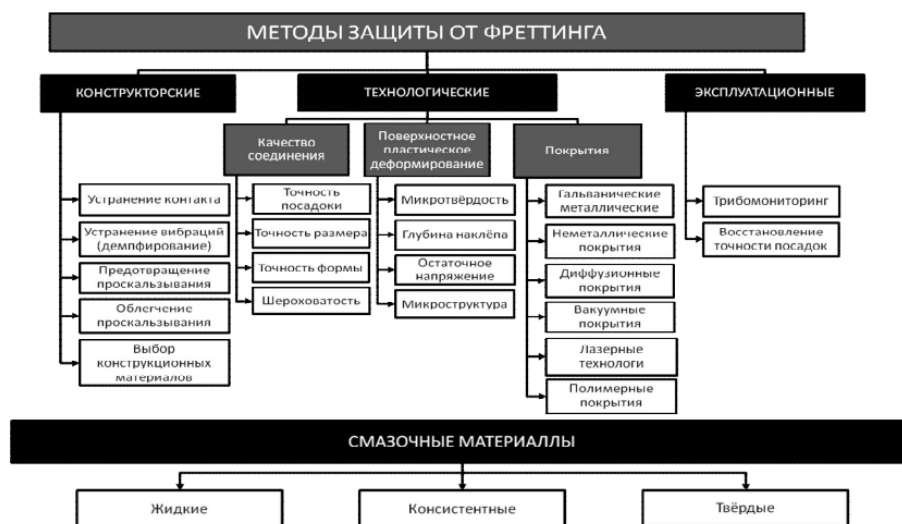 МЕТОДЫ ЗАЩИТЫ ОТ ФРЕТТИНГА
КОНСТРУКТОРСКИЕ
ТЕХНОЛОГИЧЕСКИЕ
ЭКСПЛУАТАЦИОННЫЕ
Качество
соединения
Поверхностное
пластическое
деформирование
Покрытия
Устранение контакта
Устранение вибраций
(демпфирование)
Предотвращение
проскальзывания
Облегчение
проскальзывания
Выбор
конструкционных
материалов
Точность
посадоки
Точность размера
Точность формы
Шероховатость
Микротвёрдость
Глубина наклёпа
Остаточное
напряжение
Микроструктура
Гальванические
металлические
Неметаллические
покрытия
Диффузионные
покрытия
Вакуумные
покрытия
Лазерные
технологи
Полимерные
покрытия
Трибомониторинг
Восстановление
точности посадок
СМАЗОЧНЫЕ МАТЕРИАЛЛЫ
Жидкие
Консистентные
Твёрдые